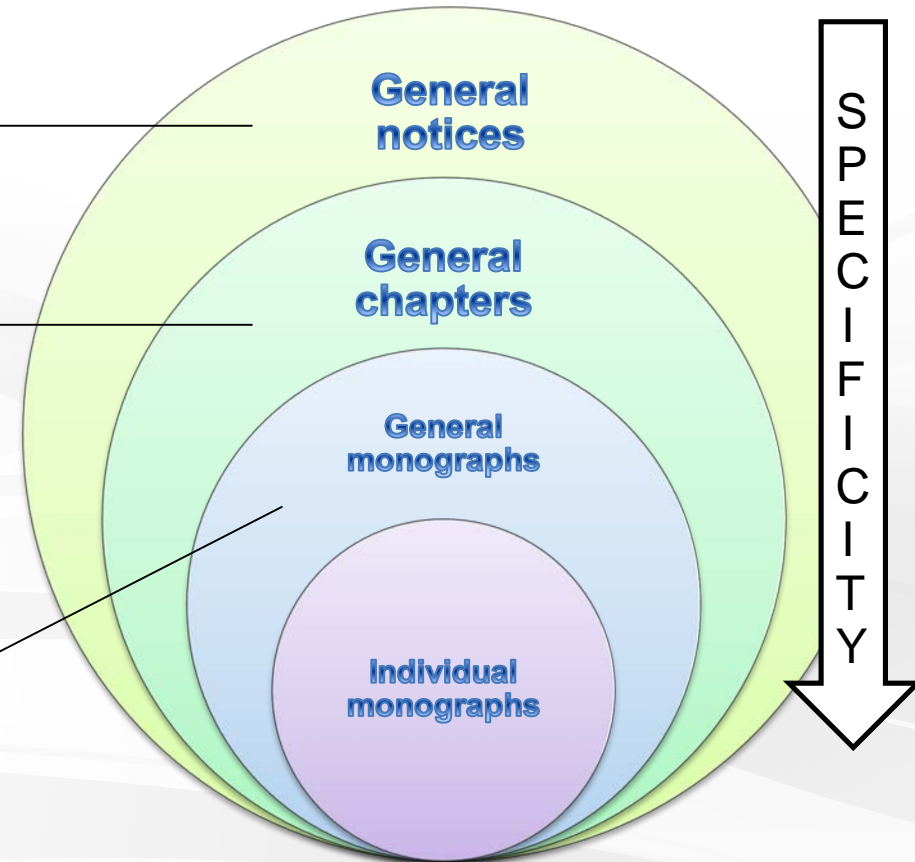 General
notices
General
chapters
General
monographs
Individual
monographs
S
P
E
C
I
F
I
C
I
T
Y